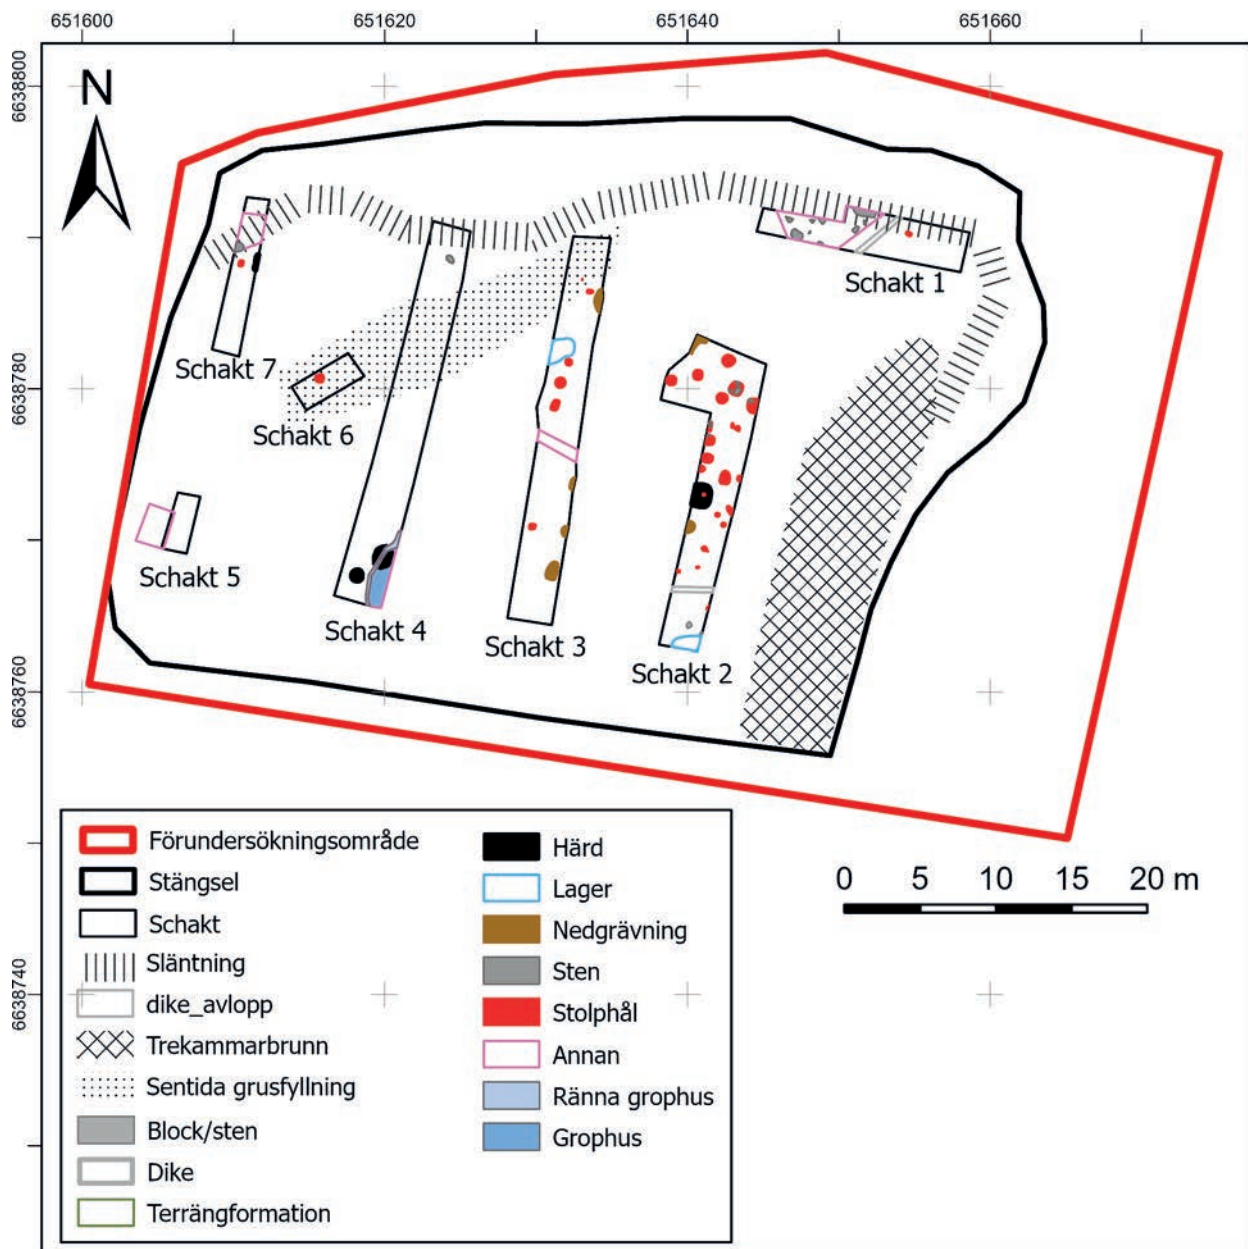 651600 651620 651640 651660
6638800
6638780
6638760
6638740
N
Schakt 1
Schakt 7
Schakt 6
Schakt 5
Schakt 4
Schakt 3
Schakt 2
Förundersökningsområde
Stängsel
Schakt
Släntning
dike_avlopp
Trekammarbrunn
Sentida grusfyllning
Block/sten
Dike
Terrängformation
Härd
Lager
Nedgrävning
Sten
Stolphål
Annan
Ränna grophus
Grophus
0 5 10 15 20 m